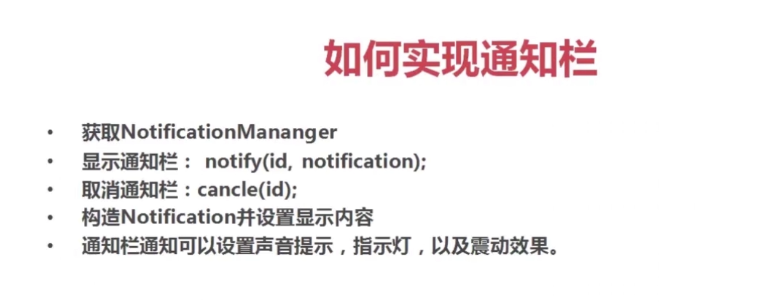 如何实现通知栏
• 获取NotificationMananger
• 显示通知栏： notify(id, notification);
• 取消通知栏：cancle(id);
• 构造Notification并设置显示内容
• 通知栏通知可以设置声音提示，指示灯，以及震动效果。